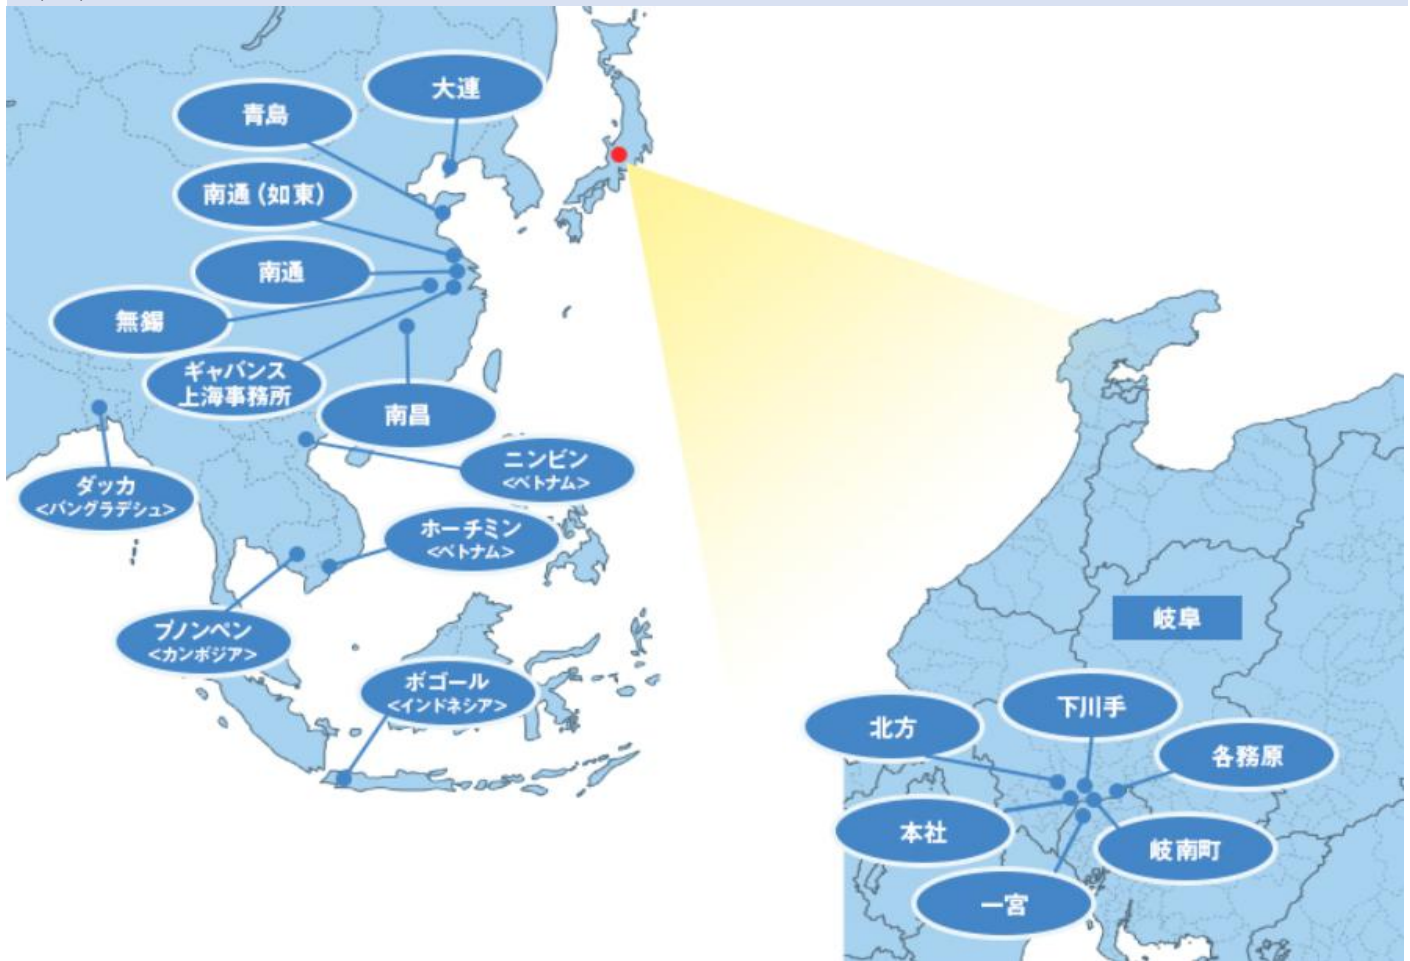 大連
青島
南通（如東）
南通
無錫
ギャバンス
上海事務所
南昌
ニンビン
<ベトナム>
ダッカ
<バングラデシュ>
ホーチミン
<ベトナム>
プノンペン
<カンボジア>
ボゴール
<インドネシア>
岐阜
下川手
北方
各務原
本社
岐南町
一宮